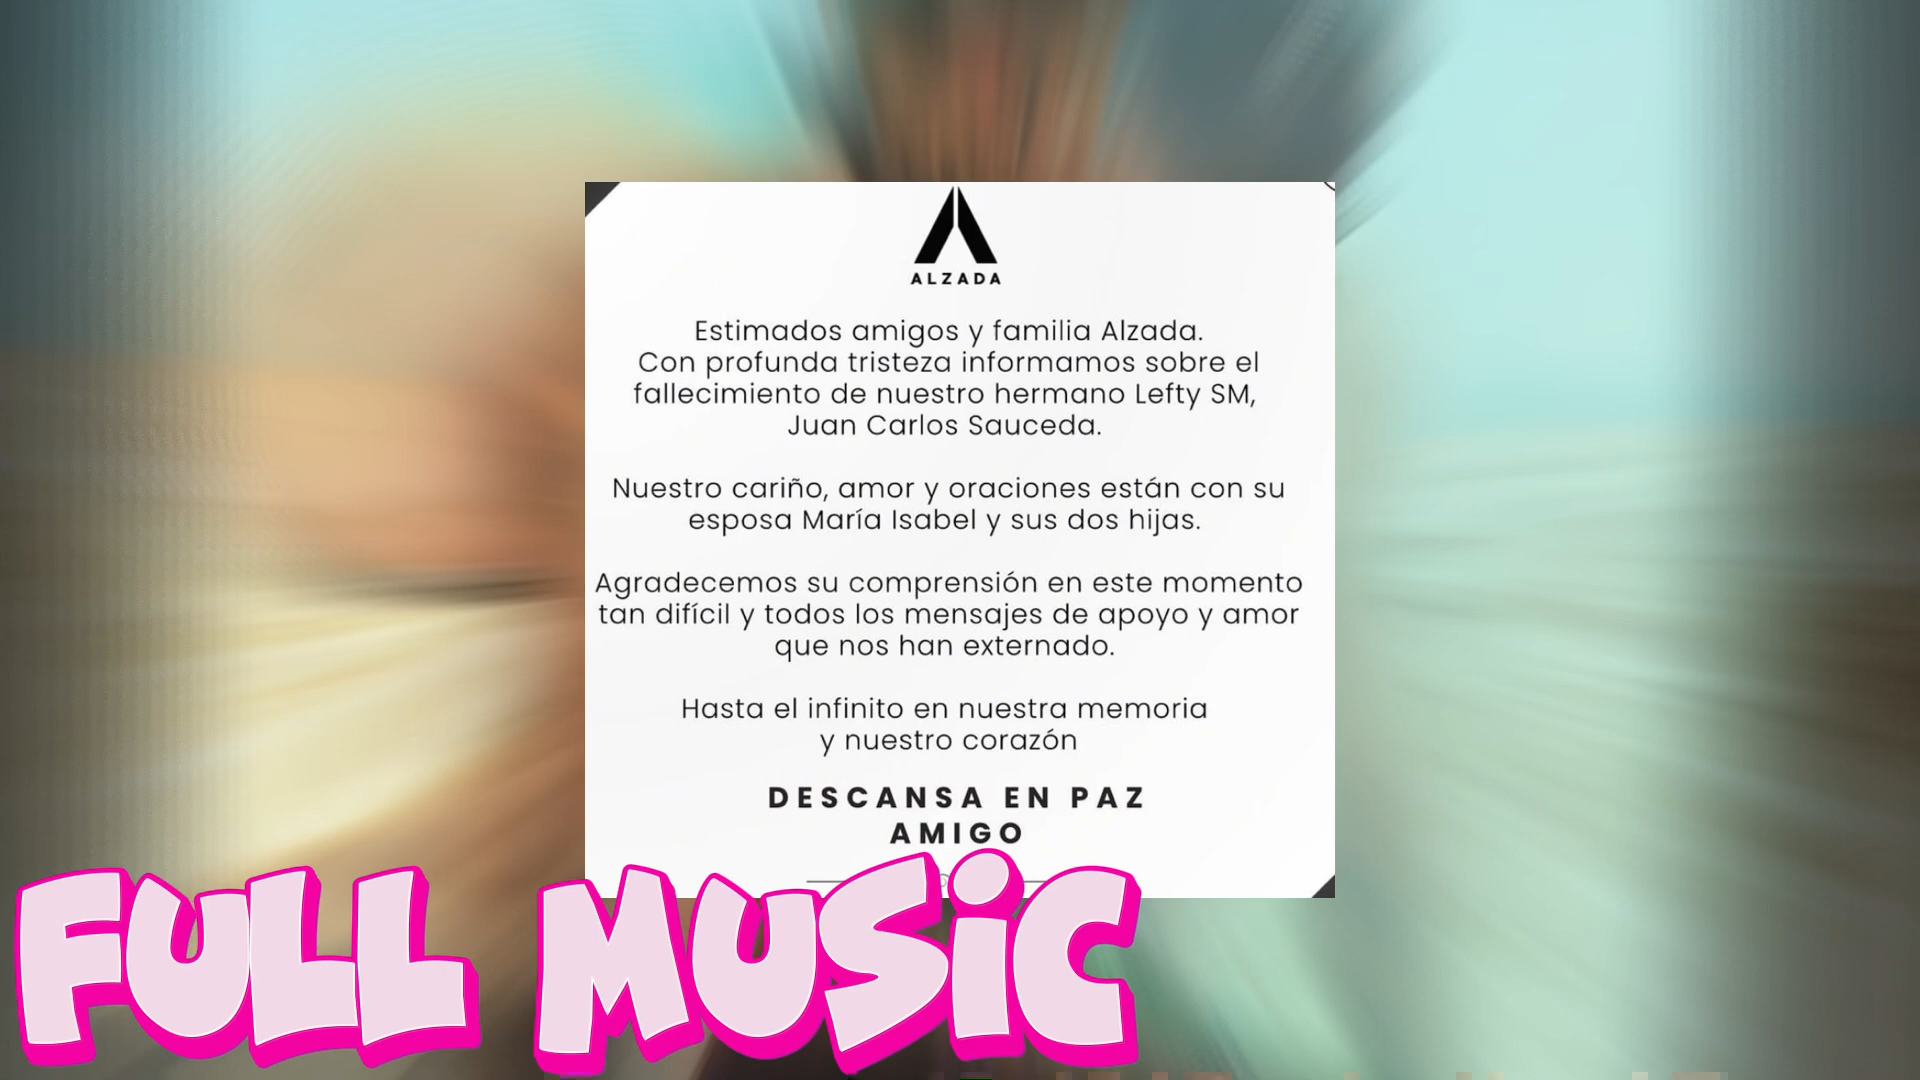 ALZADA
Estimados amigos y familia Alzada.
Con profunda tristeza informamos sobre el
fallecimiento de nuestro hermano Lefty SM,
Juan Carlos Sauceda.
Nuestro cariño, amor y oraciones están con su
esposa María Isabel y sus dos hijas.
Agradecemos su comprensión en este momento
tan difícil y todos los mensajes de apoyo y amor
que nos han externado.
Hasta el infinito en nuestra memoria
y nuestro corazón
DESCANSA EN PAZ
AMIGO
FULL MUSiC